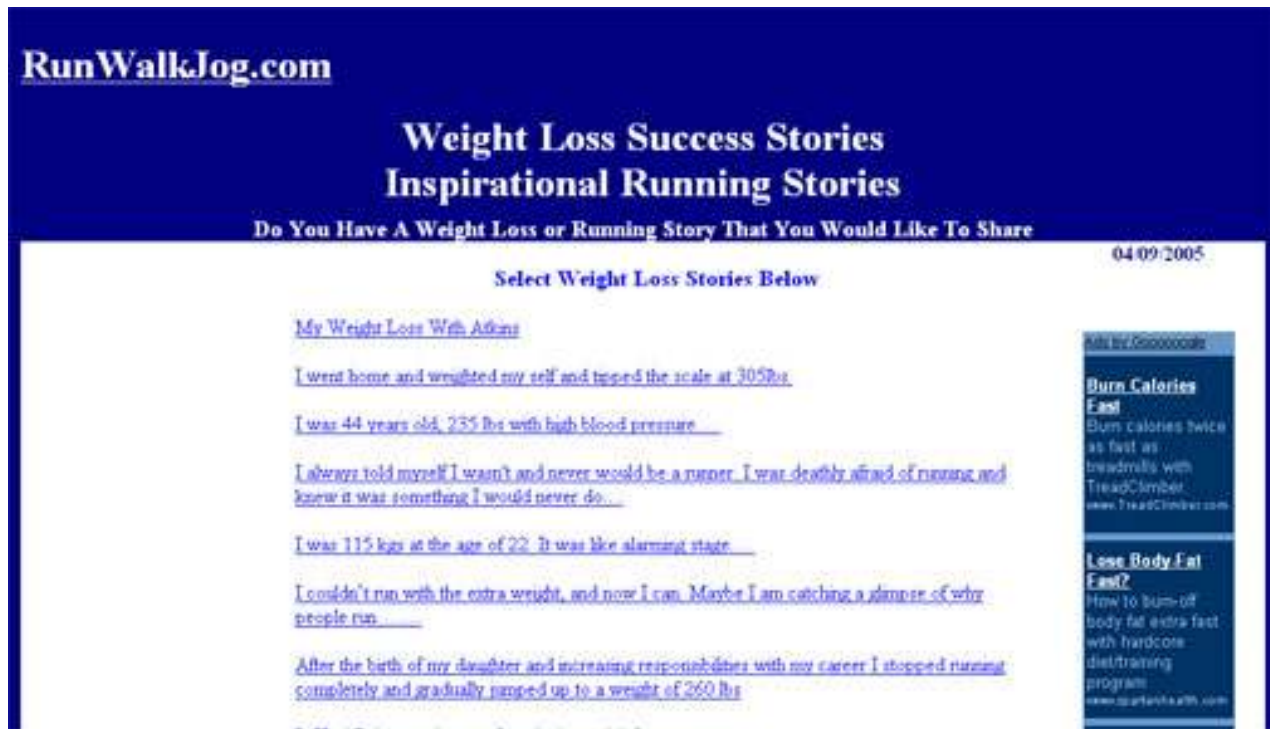 RunWalkJog.com
Weight Loss Success Stories
Inspirational Running Stories
Do You Have A Weight Loss or Running Story That You Would Like To Share
04/09/2005
Select Weight Loss Stories Below
My Weight Loss With Atkins
I went home and weighted my self and tipped the scale at 305lbs.
I was 44 years old, 235 lbs with high blood pressure.....
I always told myself I wasn't and never would be a runner. I was deathly afraid of running and
knew it was something I would never do....
I was 115 kgs at the age of 22. It was like alarming stage.....
I couldn't run with the extra weight, and now I can. Maybe I am catching a glimpse of why
people run.........
After the birth of my daughter and increasing responsibilities with my career I stopped running
completely and gradually jumped up to a weight of 260 lbs
Ads by Goooooogle
Burn Calories
Fast
Burn calories twice
as fast as
treadmills with
TreadClimber
www.TreadClimber.com
Lose Body Fat
Fast?
How to burn-off
body fat extra fast
with hardcore
diet/training
program
www.spartanhealth.com